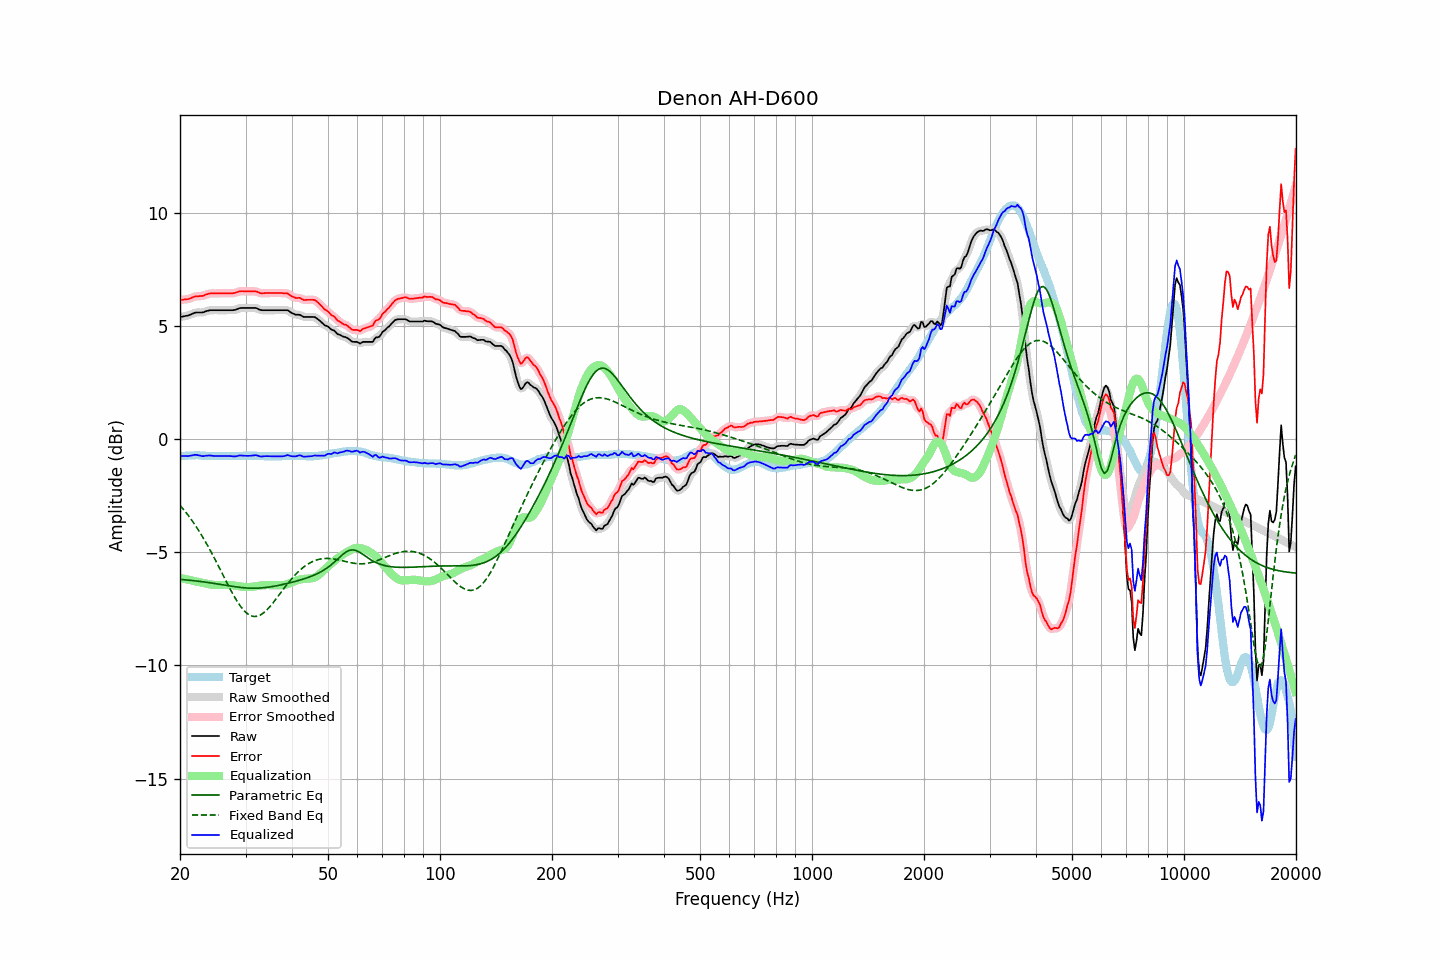 Denon AH-D600
Amplitude (dBr)
10
5
0
−5
−10
−15
Target
Raw Smoothed
Error Smoothed
Raw
Error
Equalization
Parametric Eq
Fixed Band Eq
Equalized
20 50 100 200 500 1000 2000 5000 10000 20000
Frequency (Hz)